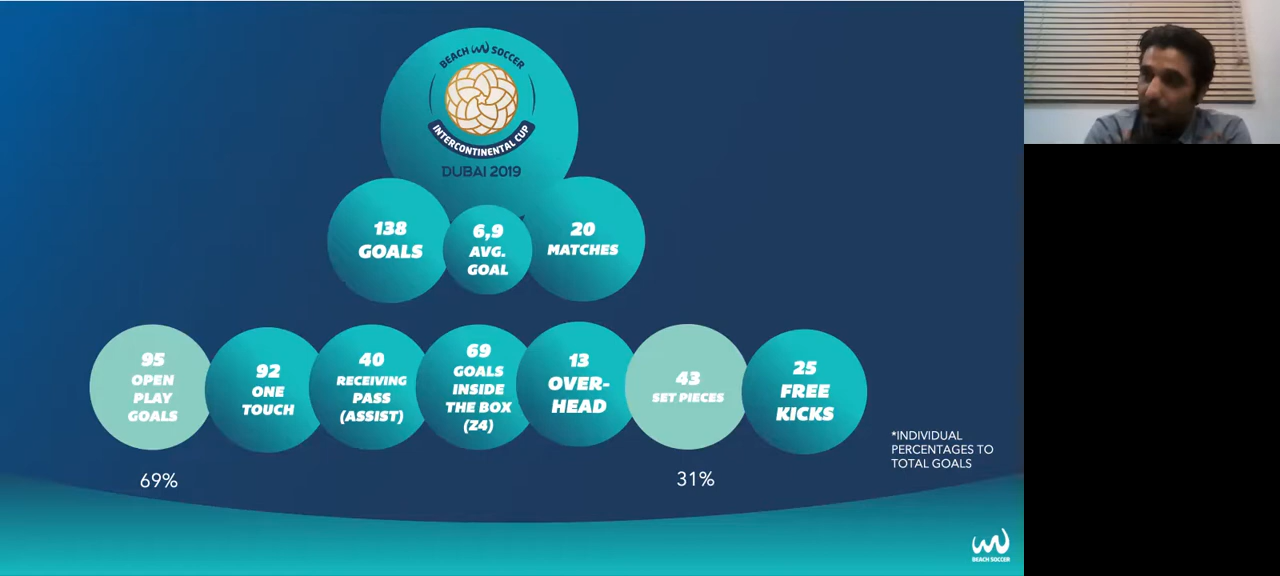 BEACH SOCCER
INTERCONTINENTAL CUP
DUBAI 2019
138
GOALS
6,9
AVG.
GOAL
20
MATCHES
95
OPEN
PLAY
GOALS
92
ONE
TOUCH
40
RECEIVING
PASS
(ASSIST)
69
GOALS
INSIDE
THE BOX
(Z4)
13
OVER-
HEAD
43
SET PIECES
25
FREE
KICKS
69%
31%
*INDIVIDUAL
PERCENTAGES TO
TOTAL GOALS
BEACH SOCCER